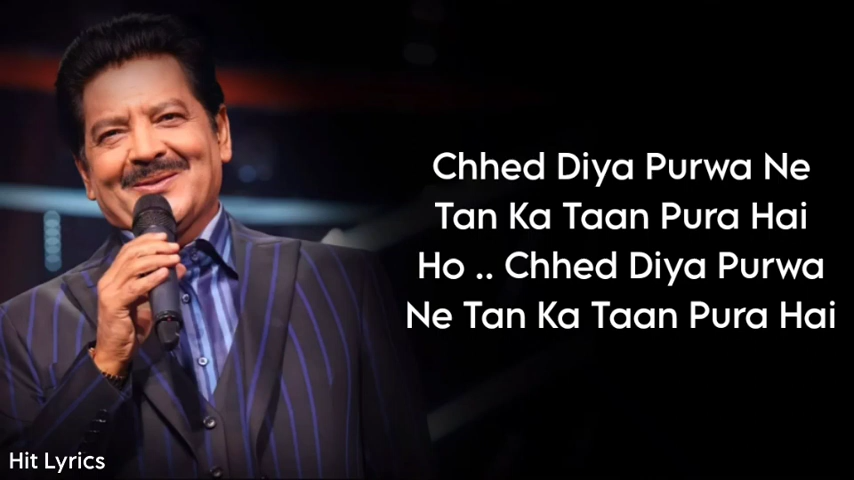 Chhed Diya Purwa Ne
Tan Ka Taan Pura Hai
Ho .. Chhed Diya Purwa
Ne Tan Ka Taan Pura Hai
Hit Lyrics